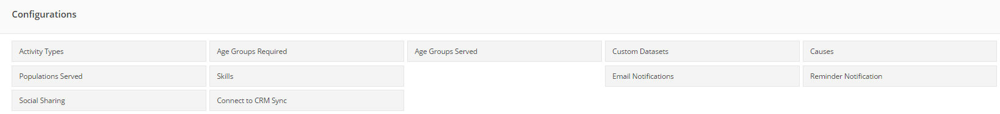 Configurations
Activity Types
Age Groups Required
Age Groups Served
Custom Datasets
Causes
Populations Served
Skills
Email Notifications
Reminder Notification
Social Sharing
Connect to CRM Sync